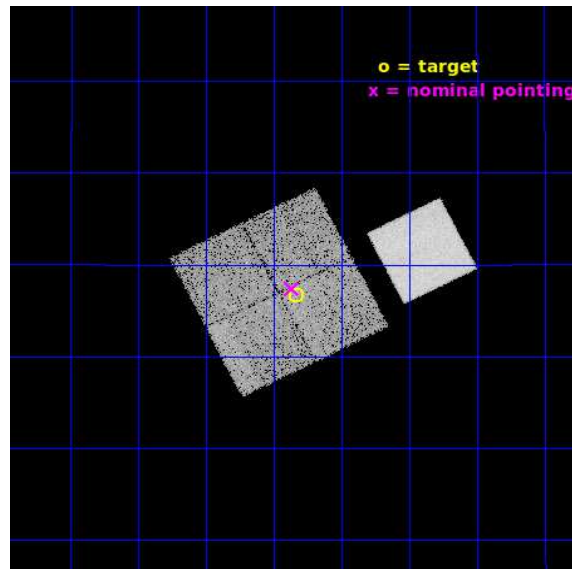 o = target
x = nominal pointing